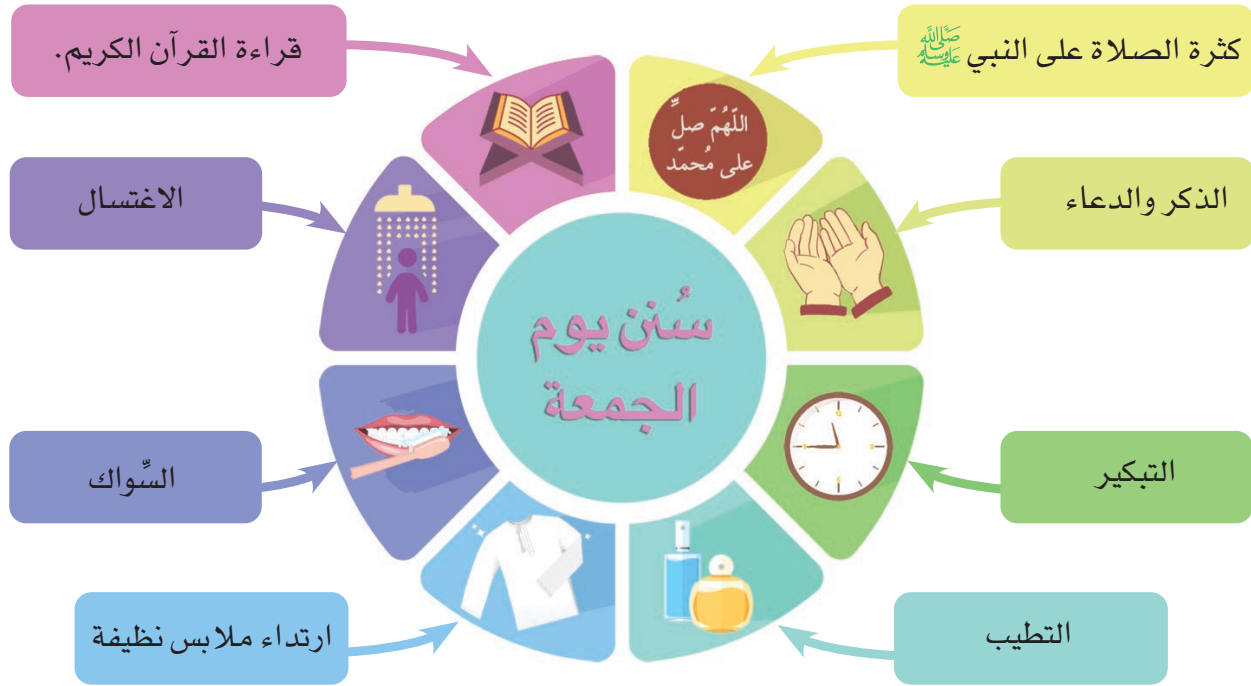 كثرة الصلاة على النبي ﷺ
قراءة القرآن الكريم.
اللّهُمَ صلِّ
على مُحمَد
الذكر والدعاء
الاغتسال
سُنن يوم
الجمعة
التبكير
السِّواك
التطيب
ارتداء ملابس نظيفة